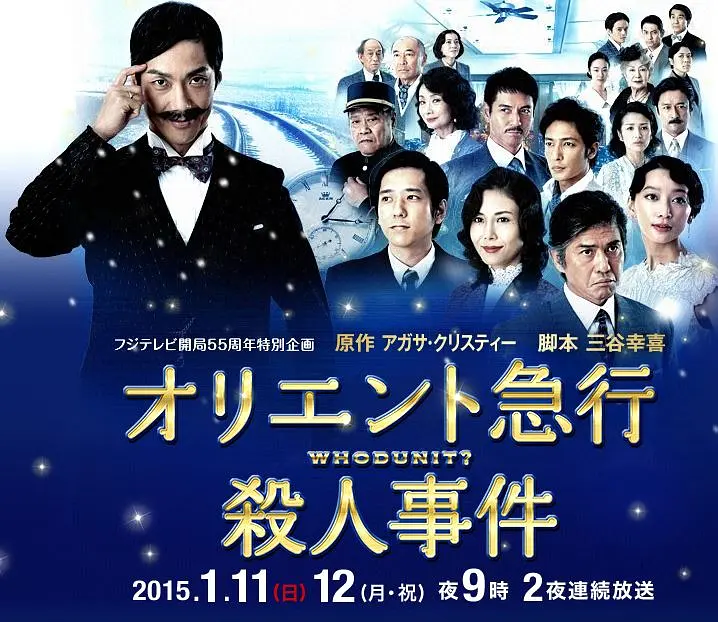 フジテレビ開局55周年特別企画 原作 アガサ・クリスティー 脚本 三谷幸喜
オリエント急行
WHODUNIT?
殺人事件
2015.1.11(日)12(月・祝) 夜9時 2夜連続放送